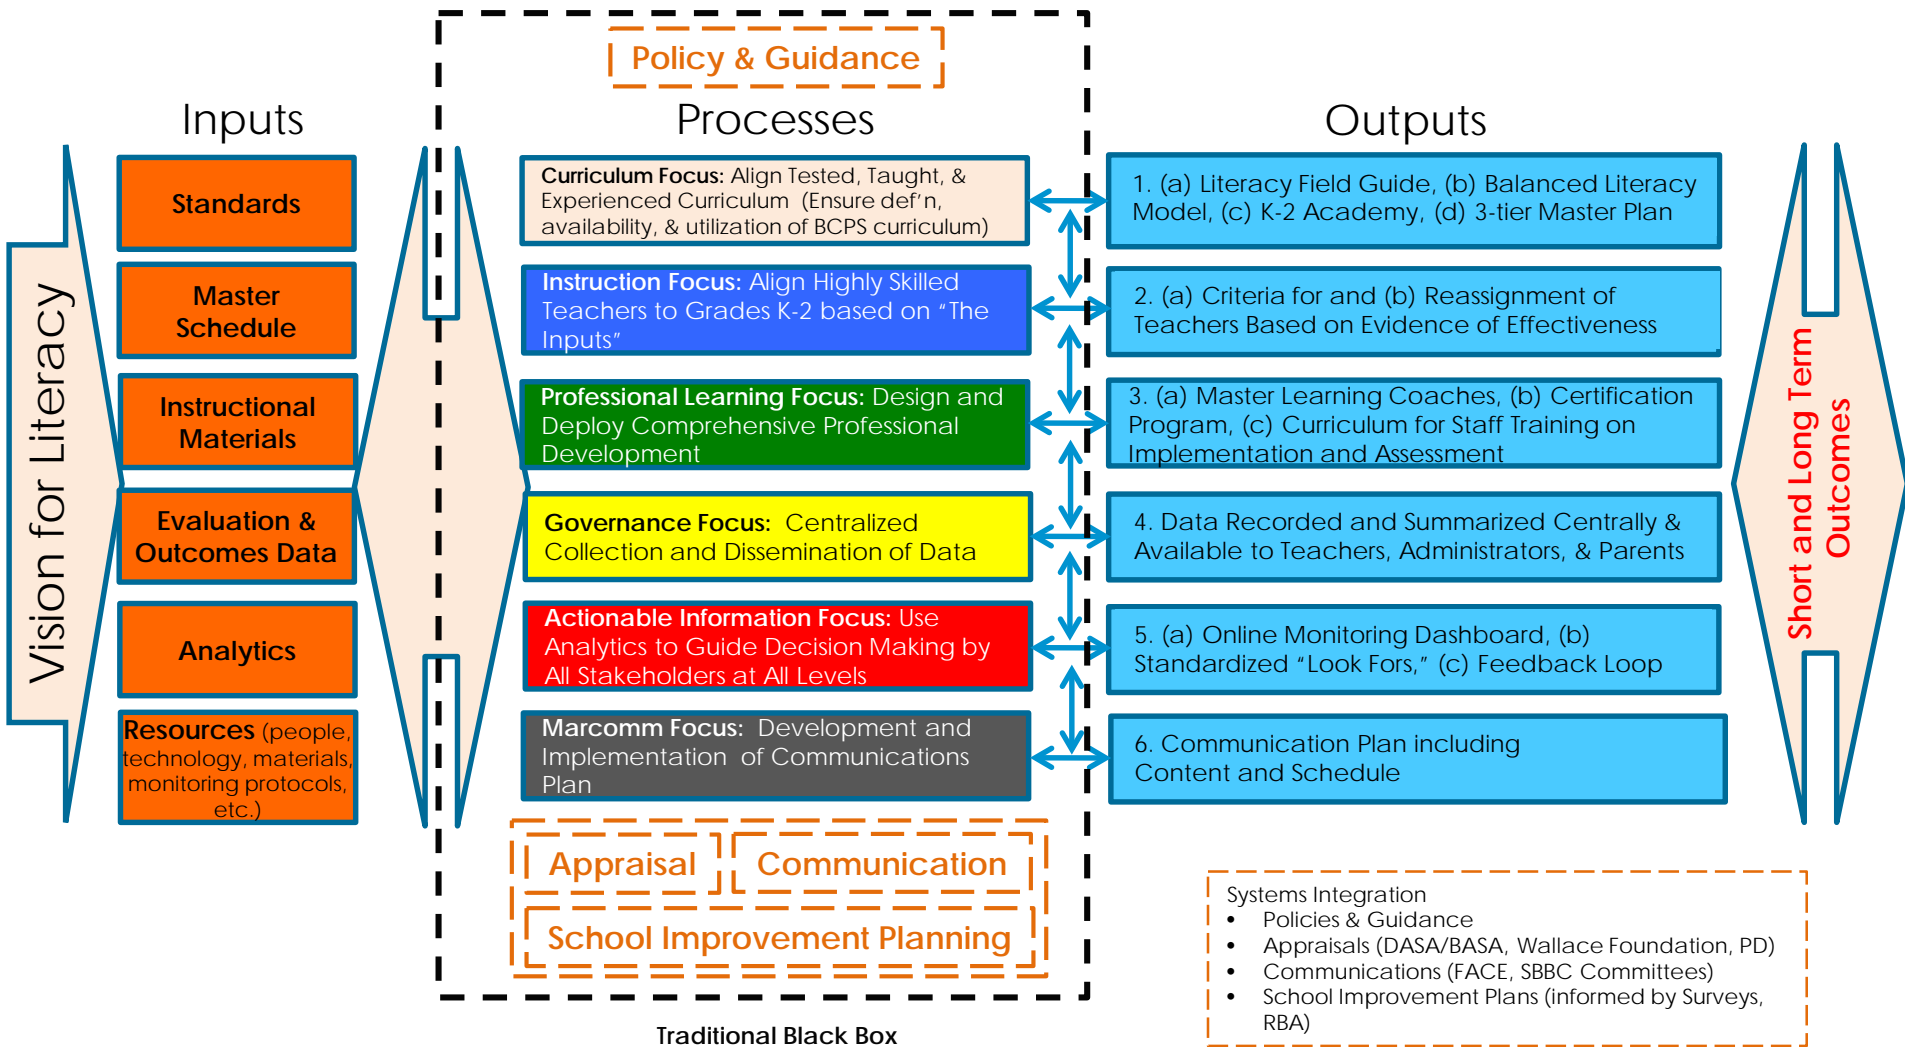 Policy & Guidance
Inputs
Processes
Outputs
Vision for Literacy
Standards
Master
Schedule
Instructional
Materials
Evaluation &
Outcomes Data
Analytics
Resources (people,
technology, materials,
monitoring protocols,
etc.)
Curriculum Focus: Align Tested, Taught, &
Experienced Curriculum (Ensure def'n,
availability, & utilization of BCPS curriculum)
Instruction Focus: Align Highly Skilled
Teachers to Grades K-2 based on "The
Inputs"
Professional Learning Focus: Design and
Deploy Comprehensive Professional
Development
Governance Focus: Centralized
Collection and Dissemination of Data
Actionable Information Focus: Use
Analytics to Guide Decision Making by
All Stakeholders at All Levels
Marcomm Focus: Development and
Implementation of Communications
Plan
1. (a) Literacy Field Guide, (b) Balanced Literacy
Model, (c) K-2 Academy, (d) 3-tier Master Plan
2. (a) Criteria for and (b) Reassignment of
Teachers Based on Evidence of Effectiveness
3. (a) Master Learning Coaches, (b) Certification
Program, (c) Curriculum for Staff Training on
Implementation and Assessment
4. Data Recorded and Summarized Centrally &
Available to Teachers, Administrators, & Parents
5. (a) Online Monitoring Dashboard, (b)
Standardized "Look Fors," (c) Feedback Loop
6. Communication Plan including
Content and Schedule
Short and Long Term
Outcomes
Appraisal
Communication
School Improvement Planning
Traditional Black Box
Systems Integration
• Policies & Guidance
• Appraisals (DASA/BASA, Wallace Foundation, PD)
• Communications (FACE, SBBC Committees)
• School Improvement Plans (informed by Surveys,
RBA)